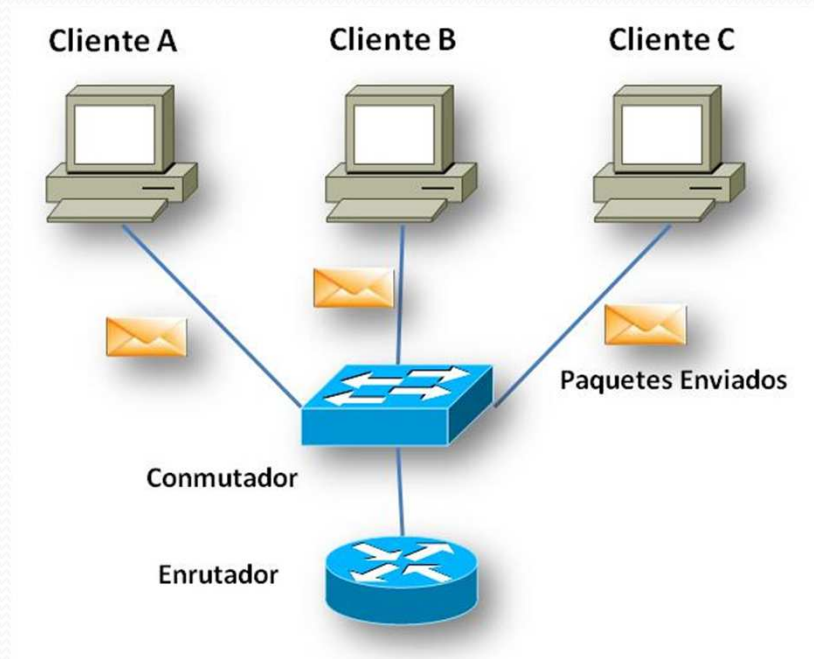 Cliente A
Cliente B
Cliente C
Paquetes Enviados
Conmutador
Enrutador